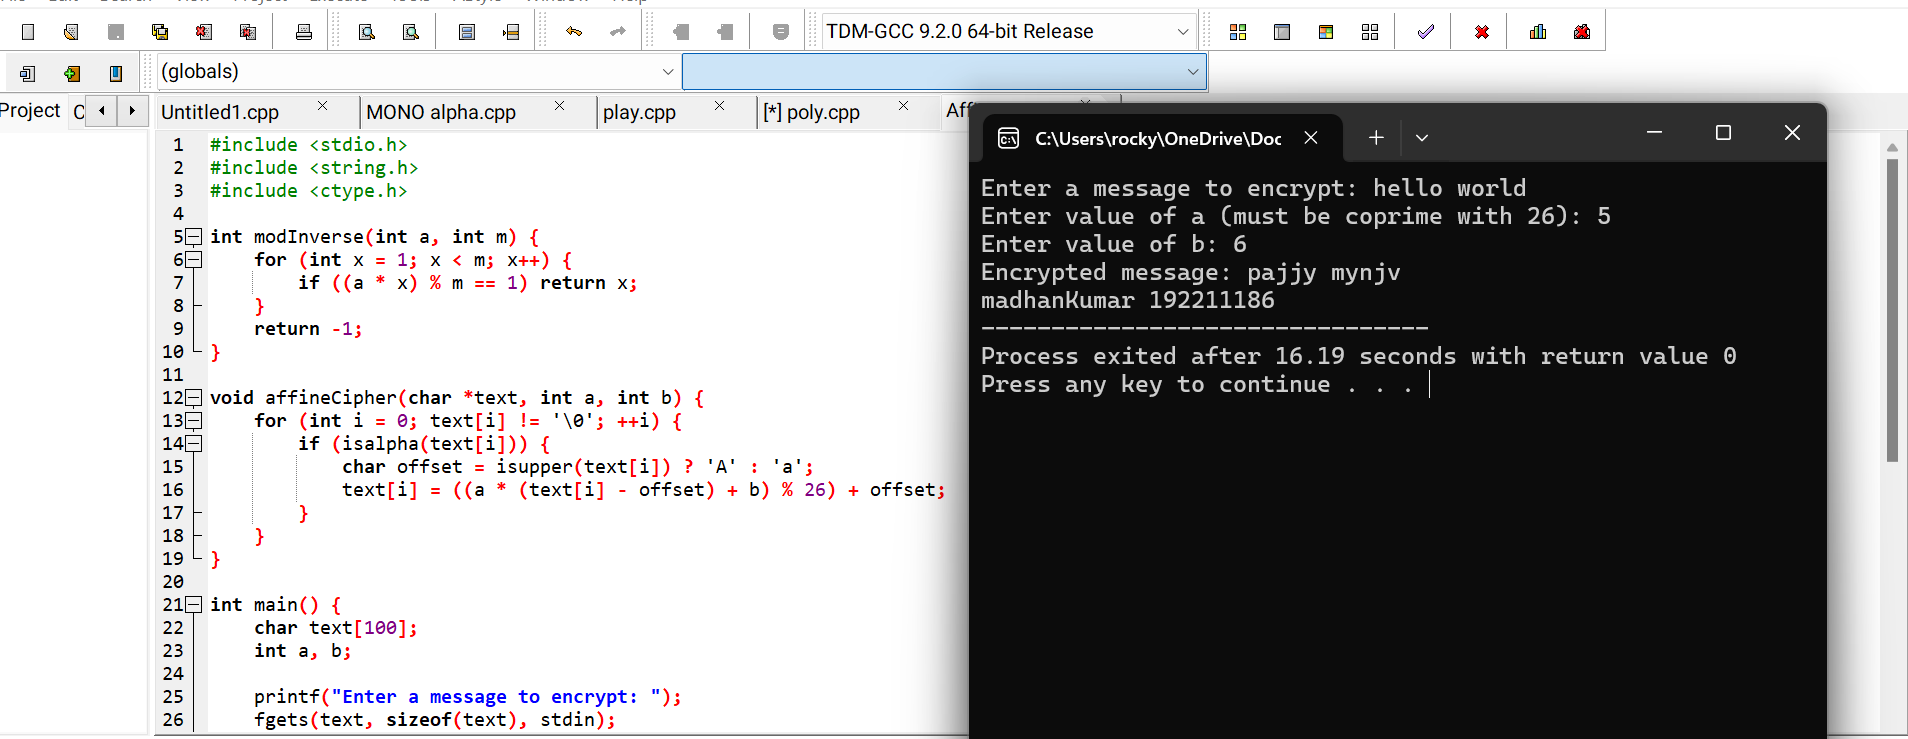 TDM-GCC 9.2.0 64-bit Release
(globals)
Project
Untitled1.cpp
MONO alpha.cpp
play.cpp
[*] poly.cpp
1 #include <stdio.h>
2 #include <string.h>
3 #include <ctype.h>
4
5 int modInverse(int a, int m) {
6     for (int x = 1; x < m; x++) {
7         if ((a * x) % m == 1) return x;
8     }
9     return -1;
10 }
11
12 void affineCipher(char *text, int a, int b) {
13     for (int i = 0; text[i] != '\0'; ++i) {
14         if (isalpha(text[i])) {
15             char offset = isupper(text[i]) ? 'A' : 'a';
16             text[i] = ((a * (text[i] - offset) + b) % 26) + offset;
17         }
18     }
19 }
20
21 int main() {
22     char text[100];
23     int a, b;
24
25     printf("Enter a message to encrypt: ");
26     fgets(text, sizeof(text), stdin);
C:\Users\rocky\OneDrive\Doc
Enter a message to encrypt: hello world
Enter value of a (must be coprime with 26): 5
Enter value of b: 6
Encrypted message: pajjy mynjv
madhanKumar 192211186
--------------------------------
Process exited after 16.19 seconds with return value 0
Press any key to continue . . .